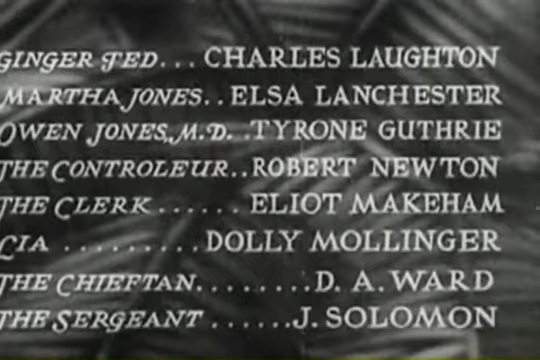 GINGER TED... CHARLES LAUGHTON
MARTHA JONES.. ELSA LANCHESTER
OWEN JONES, M.D. ..TYRONE GUTHRIE
THE CONTROLEUR..ROBERT NEWTON
THE CLERK...... ELIOT MAKEHAM
LIA .........DOLLY MOLLINGER
THE CHIEFTAN........D. A. WARD
THE SERGEANT ......J. SOLOMON